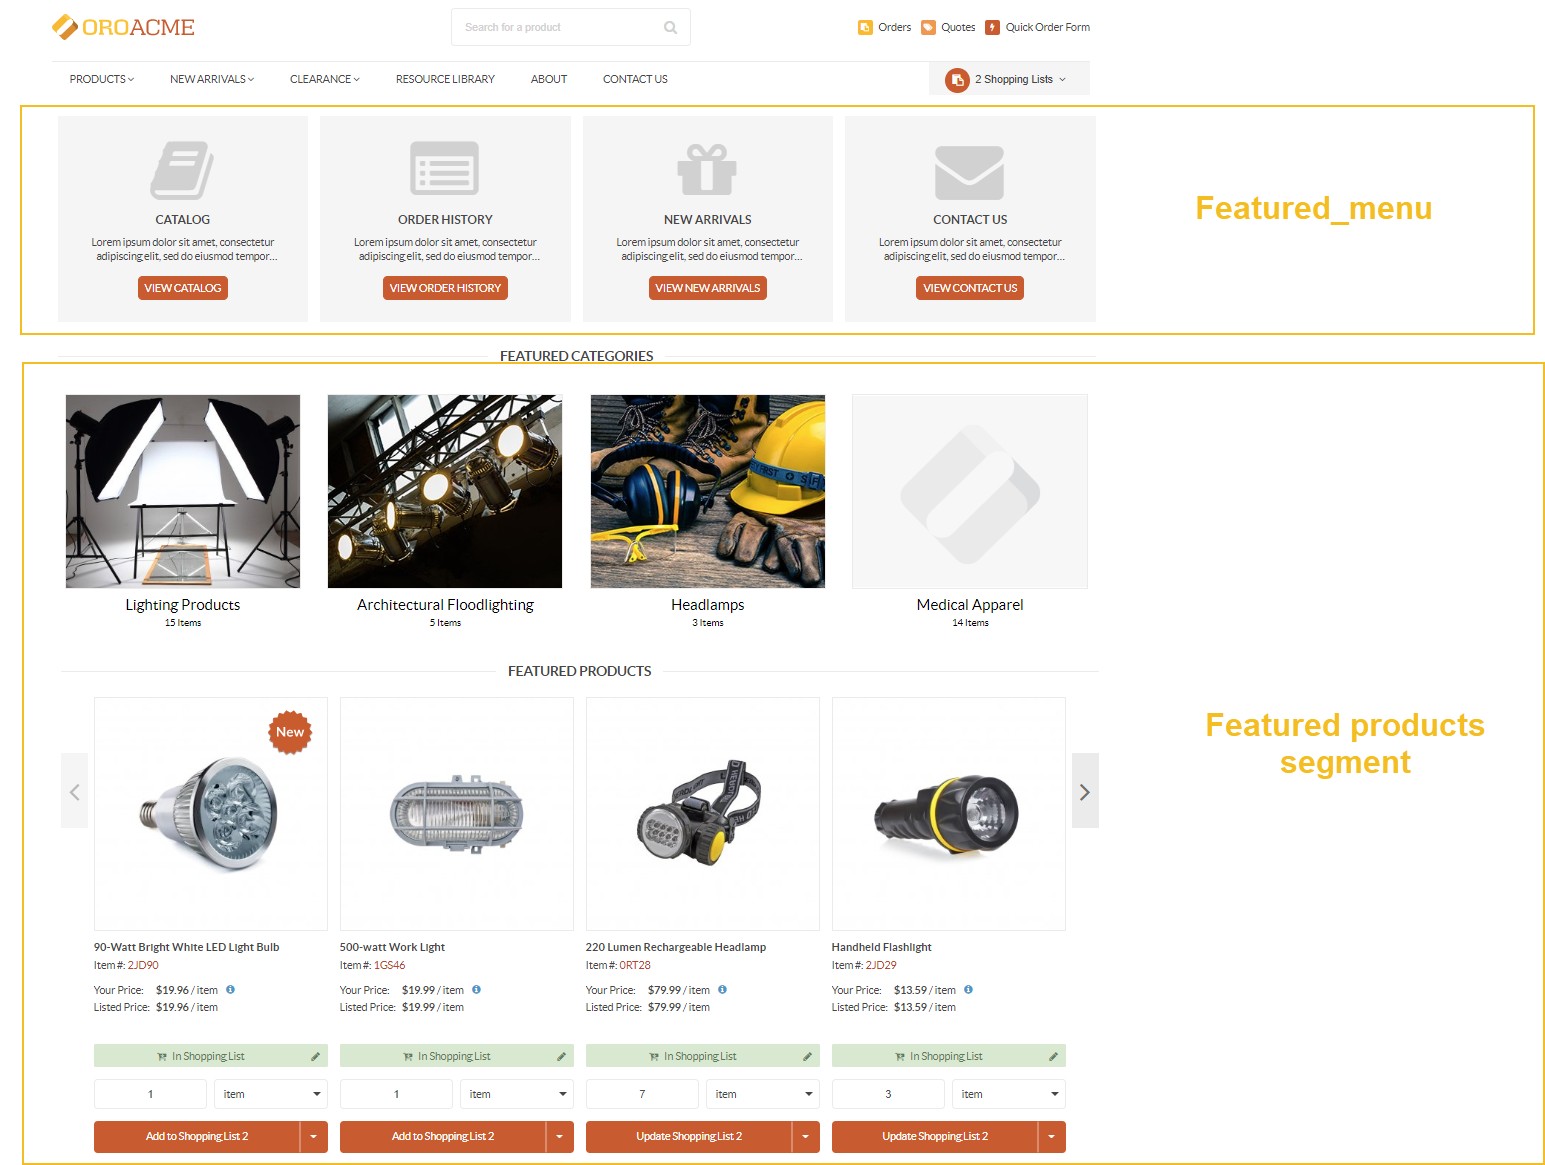 OROACME
Search for a product
Orders
Quotes
Quick Order Form
PRODUCTS
NEW ARRIVALS
CLEARANCE
RESOURCE LIBRARY
ABOUT
CONTACT US
2 Shopping Lists
CATALOG
Lorem ipsum dolor sit amet, consectetur
adipiscing elit, sed do eiusmod tempor...
VIEW CATALOG
ORDER HISTORY
Lorem ipsum dolor sit amet, consectetur
adipiscing elit, sed do eiusmod tempor...
VIEW ORDER HISTORY
NEW ARRIVALS
Lorem ipsum dolor sit amet, consectetur
adipiscing elit, sed do eiusmod tempor...
VIEW NEW ARRIVALS
CONTACT US
Lorem ipsum dolor sit amet, consectetur
adipiscing elit, sed do eiusmod tempor...
VIEW CONTACT US
Featured_menu
FEATURED CATEGORIES
Lighting Products
15 Items
Architectural Floodlighting
5 Items
Headlamps
3 Items
Medical Apparel
14 Items
FEATURED PRODUCTS
Featured products
segment
New
90-Watt Bright White LED Light Bulb
Item #: 2JD90
Your Price: $19.96 / item
Listed Price: $19.96 / item
In Shopping List
1 item
Add to Shopping List 2
500-watt Work Light
Item #: 1GS46
Your Price: $19.99 / item
Listed Price: $19.99 / item
In Shopping List
1 item
Add to Shopping List 2
220 Lumen Rechargeable Headlamp
Item #: 0RT28
Your Price: $79.99 / item
Listed Price: $79.99 / item
In Shopping List
7 item
Update Shopping List 2
Handheld Flashlight
Item #: 2JD29
Your Price: $13.59 / item
Listed Price: $13.59 / item
In Shopping List
3 item
Update Shopping List 2